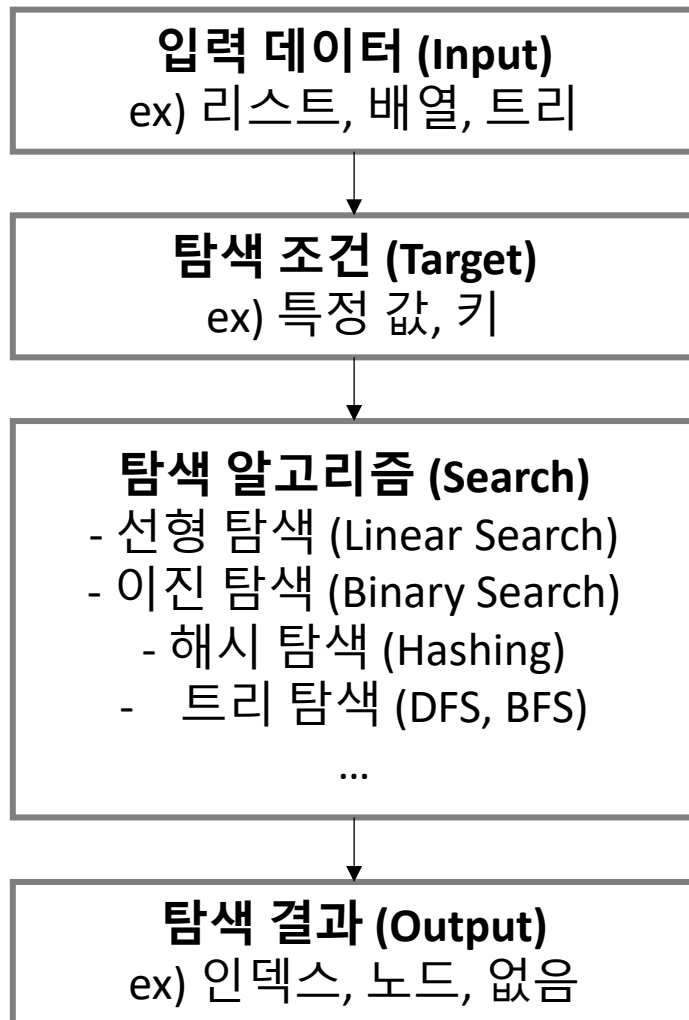 입력 데이터 (Input)
ex) 리스트, 배열, 트리
탐색 조건 (Target)
ex) 특정 값, 키
탐색 알고리즘 (Search)
- 선형 탐색 (Linear Search)
- 이진 탐색 (Binary Search)
- 해시 탐색 (Hashing)
- 트리 탐색 (DFS, BFS)
...
탐색 결과 (Output)
ex) 인덱스, 노드, 없음